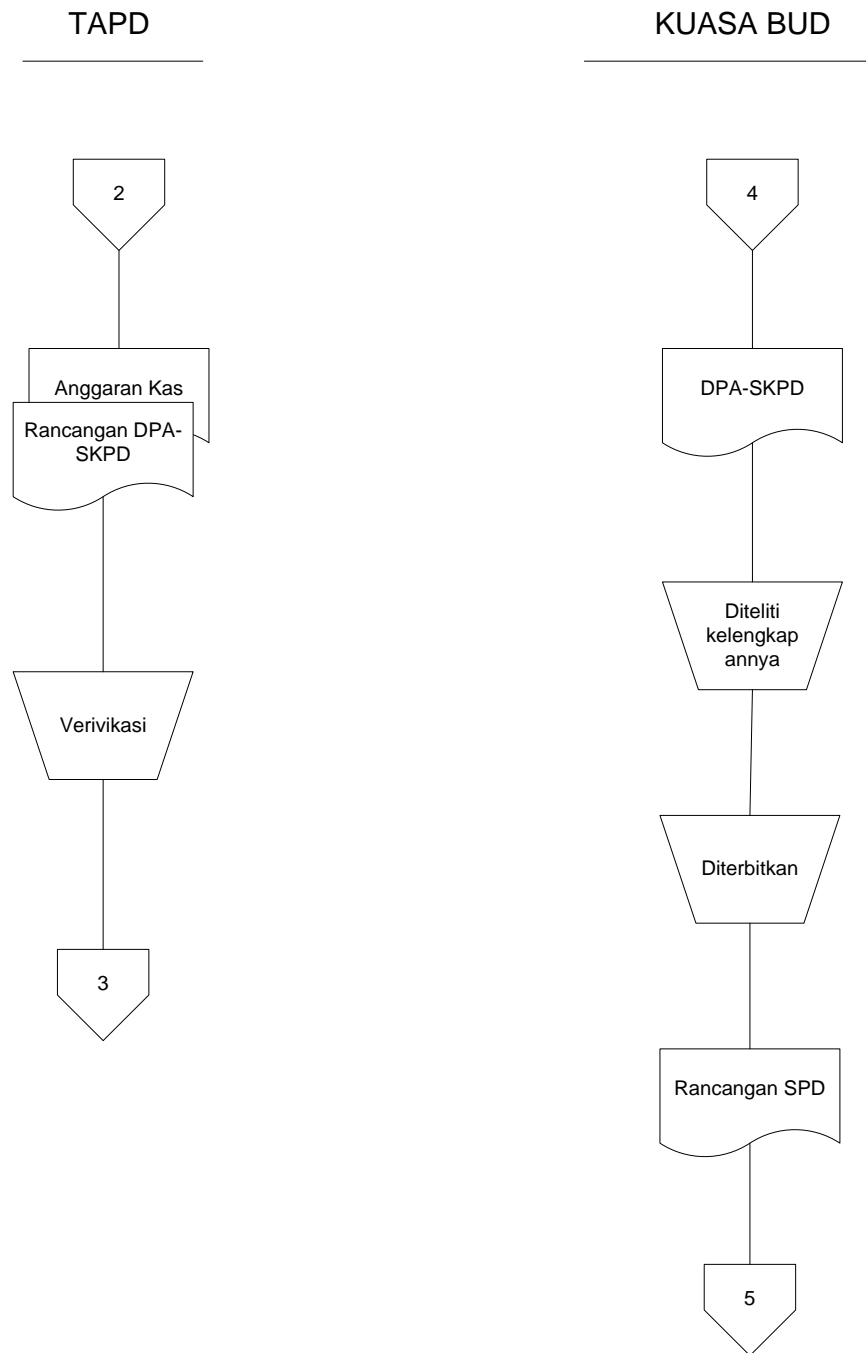 TAPD
2
Anggaran Kas
Rancangan DPA-
SKPD
Verivikasi
3
KUASA BUD
4
DPA-SKPD
Diteliti
kelengkap
annya
Diterbitkan
Rancangan SPD
5